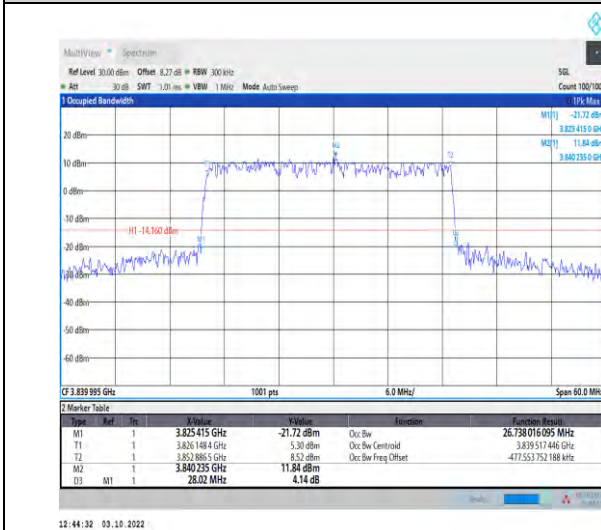 MultiView Spectrum
Ref Level 30.00 dBm Offset 8.27 dB RBW 300 kHz SGL
Att 30 dB SWT 1.01 ms VBW 1 MHz Mode Auto Sweep Count 100/100
1 Occupied Bandwidth 1Pk Max
M1[1] -21.72 dBm
3.825 415 0 GHz
M2[1] 11.84 dBm
3.840 235 0 GHz
20 dBm
10 dBm
0 dBm
-10 dBm
H1 -14.160 dBm
-20 dBm
-30 dBm
-40 dBm
-50 dBm
-60 dBm
M2
T2
CF 3.839 995 GHz 1001 pts 6.0 MHz/ Span 60.0 MHz
2 Marker Table
Type Ref Trc X-Value Y-Value Function Function Result
M1 1 3.825 415 GHz -21.72 dBm Occ Bw 26.738 016 095 MHz
T1 1 3.826 148 4 GHz 5.30 dBm Occ Bw Centroid 3.839 517 446 GHz
T2 1 3.852 886 5 GHz 8.52 dBm Occ Bw Freq Offset -477.553 752 188 kHz
M2 1 3.840 235 GHz 11.84 dBm
D3 M1 1 28.02 MHz 4.14 dB
12:44:32 03.10.2022